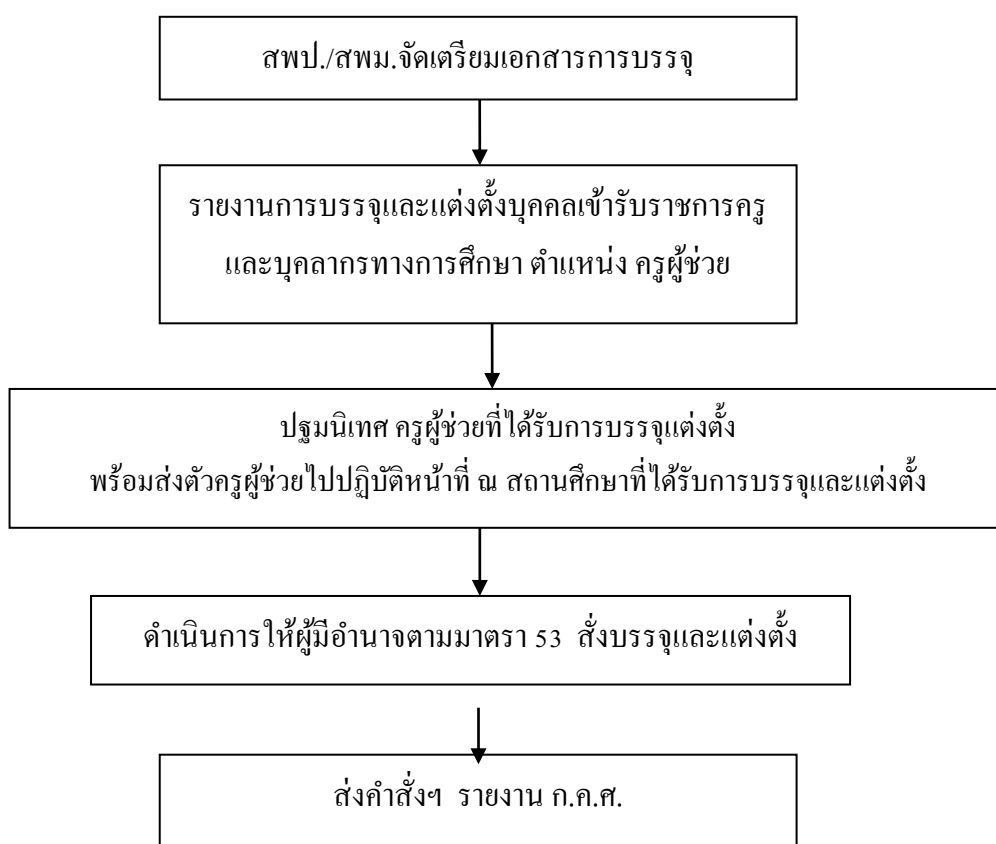 สพป./สพม.จัดเตรียมเอกสารการบรรจุ
รายงานการบรรจุและแต่งตั้งบุคคลเข้ารับราชการครู
และบุคลากรทางการศึกษา ตำแหน่ง ครูผู้ช่วย
ปฐมนิเทศ ครูผู้ช่วยที่ได้รับการบรรจุแต่งตั้ง
พร้อมส่งตัวครูผู้ช่วยไปปฏิบัติหน้าที่ ณ สถานศึกษาที่ได้รับการบรรจุและแต่งตั้ง
ดำเนินการให้ผู้มีอำนาจตามมาตรา 53 สั่งบรรจุและแต่งตั้ง
ส่งคำสั่งฯ รายงาน ก.ค.ศ.